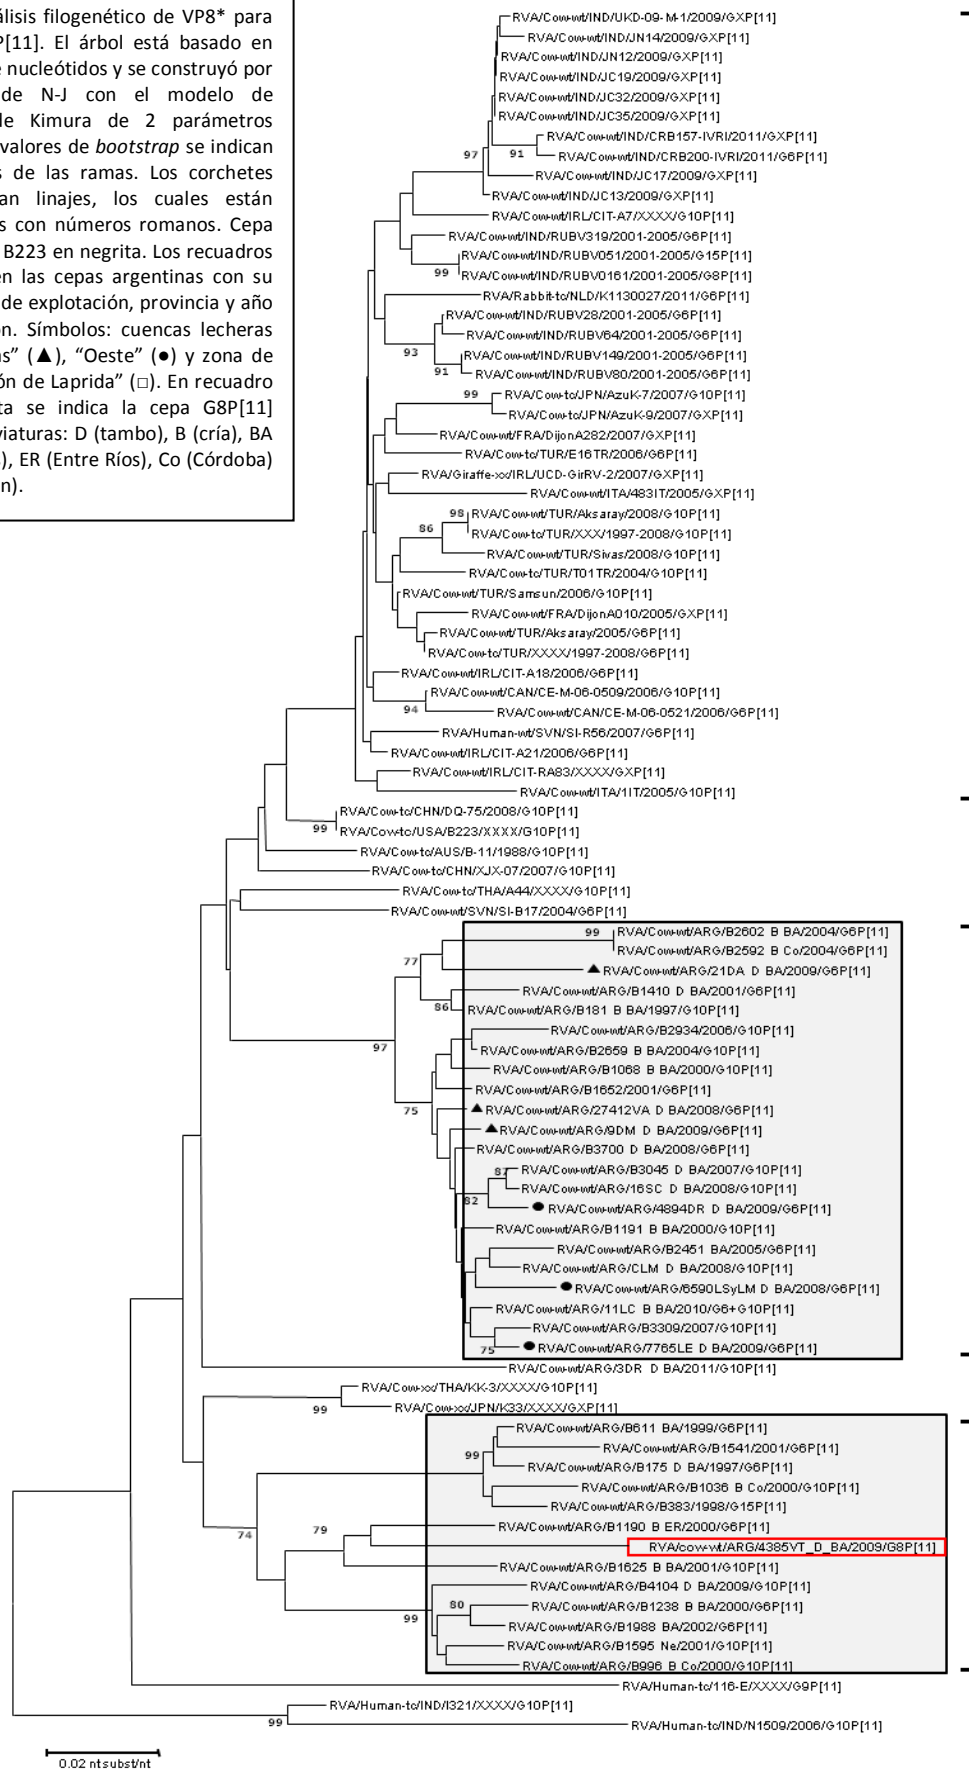 álisis filogenético de VP8* para
P[11]. El árbol está basado en
e nucleótidos y se construyó por
de N-J con el modelo de
de Kimura de 2 parámetros
valores de bootstrap se indican
s de las ramas. Los corchetes
an linajes, los cuales están
s con números romanos. Cepa
B223 en negrita. Los recuadros
en las cepas argentinas con su
de explotación, provincia y año
ón. Símbolos: cuencas lecheras
as” (▲), “Oeste” (●) y zona de
ón de Laprida” (□). En recuadro
ta se indica la cepa G8P[11]
viaturas: D (tambo), B (cría), BA
s), ER (Entre Ríos), Co (Córdoba)
n).
RVA/Cow-wt/IND/UKD-09-M-1/2009/GXP[11]
RVA/Cow-wt/IND/JN14/2009/GXP[11]
RVA/Cow-wt/IND/JN12/2009/GXP[11]
RVA/Cow-wt/IND/JC19/2009/GXP[11]
RVA/Cow-wt/IND/JC32/2009/GXP[11]
RVA/Cow-wt/IND/JC35/2009/GXP[11]
RVA/Cow-wt/IND/CRB157-IVRI/2011/GXP[11]
97 91 RVA/Cow-wt/IND/CRB200-IVRI/2011/G6P[11]
RVA/Cow-wt/IND/JC17/2009/GXP[11]
RVA/Cow-wt/IND/JC13/2009/GXP[11]
RVA/Cow-wt/IRL/CIT-A7/XXXX/G10P[11]
RVA/Cow-wt/IND/RUBV319/2001-2005/G6P[11]
RVA/Cow-wt/IND/RUBV051/2001-2005/G15P[11]
99 RVA/Cow-wt/IND/RUBV0161/2001-2005/G8P[11]
RVA/Rabbit-tc/NLD/K1130027/2011/G6P[11]
RVA/Cow-wt/IND/RUBV28/2001-2005/G6P[11]
RVA/Cow-wt/IND/RUBV64/2001-2005/G6P[11]
93 RVA/Cow-wt/IND/RUBV149/2001-2005/G6P[11]
91 RVA/Cow-wt/IND/RUBV80/2001-2005/G6P[11]
99 RVA/Cow-tc/JPN/AzuK-7/2007/G10P[11]
RVA/Cow-tc/JPN/AzuK-9/2007/GXP[11]
RVA/Cow-wt/FRA/DijonA282/2007/GXP[11]
RVA/Cow-tc/TUR/E16TR/2006/G6P[11]
RVA/Giraffe-xx/IRL/UCD-GirRV-2/2007/GXP[11]
RVA/Cow-wt/ITA/483IT/2005/GXP[11]
98 RVA/Cow-wt/TUR/Aksaray/2008/G10P[11]
86 RVA/Cow-tc/TUR/XXX/1997-2008/G10P[11]
RVA/Cow-wt/TUR/Sivas/2008/G10P[11]
RVA/Cow-tc/TUR/T01TR/2004/G10P[11]
RVA/Cow-wt/TUR/Samsun/2006/G10P[11]
RVA/Cow-wt/FRA/DijonA010/2005/GXP[11]
RVA/Cow-wt/TUR/Aksaray/2005/G6P[11]
RVA/Cow-tc/TUR/XXXX/1997-2008/G6P[11]
RVA/Cow-wt/IRL/CIT-A18/2006/G6P[11]
RVA/Cow-wt/CAN/CE-M-06-0509/2006/G10P[11]
94 RVA/Cow-wt/CAN/CE-M-06-0521/2006/G6P[11]
RVA/Human-wt/SVN/SI-R56/2007/G6P[11]
RVA/Cow-wt/IRL/CIT-A21/2006/G6P[11]
RVA/Cow-wt/IRL/CIT-RA83/XXXX/GXP[11]
RVA/Cow-wt/ITA/1IT/2005/G10P[11]
RVA/Cow-tc/CHN/DQ-75/2008/G10P[11]
99 RVA/Cow-tc/USA/B223/XXXX/G10P[11]
RVA/Cow-tc/AUS/B-11/1988/G10P[11]
RVA/Cow-tc/CHN/XJX-07/2007/G10P[11]
RVA/Cow-tc/THA/A44/XXXX/G10P[11]
RVA/Cow-wt/SVN/SI-B17/2004/G6P[11]
99 RVA/Cow-wt/ARG/B2602 B BA/2004/G6P[11]
RVA/Cow-wt/ARG/B2592 B Co/2004/G6P[11]
77 ▲ RVA/Cow-wt/ARG/21DA D BA/2009/G6P[11]
RVA/Cow-wt/ARG/B1410 D BA/2001/G6P[11]
86 RVA/Cow-wt/ARG/B181 B BA/1997/G10P[11]
RVA/Cow-wt/ARG/B2934/2006/G10P[11]
97 RVA/Cow-wt/ARG/B2659 B BA/2004/G10P[11]
RVA/Cow-wt/ARG/B1068 B BA/2000/G10P[11]
RVA/Cow-wt/ARG/B1652/2001/G6P[11]
75 ▲ RVA/Cow-wt/ARG/27412VA D BA/2008/G6P[11]
▲ RVA/Cow-wt/ARG/9DM D BA/2009/G6P[11]
RVA/Cow-wt/ARG/B3700 D BA/2008/G6P[11]
87 RVA/Cow-wt/ARG/B3045 D BA/2007/G10P[11]
82 RVA/Cow-wt/ARG/16SC D BA/2008/G10P[11]
● RVA/Cow-wt/ARG/4894DR D BA/2009/G6P[11]
RVA/Cow-wt/ARG/B1191 B BA/2000/G10P[11]
RVA/Cow-wt/ARG/B2451 BA/2005/G6P[11]
RVA/Cow-wt/ARG/CLM D BA/2008/G10P[11]
● RVA/Cow-wt/ARG/6590LSyLM D BA/2008/G6P[11]
RVA/Cow-wt/ARG/11LC B BA/2010/G6+G10P[11]
RVA/Cow-wt/ARG/B3309/2007/G10P[11]
75 ● RVA/Cow-wt/ARG/7765LE D BA/2009/G6P[11]
RVA/Cow-wt/ARG/3DR D BA/2011/G10P[11]
RVA/Cow-xx/THA/KK-3/XXXX/G10P[11]
99 RVA/Cow-xx/JPN/K33/XXXX/GXP[11]
RVA/Cow-wt/ARG/B611 BA/1999/G6P[11]
99 RVA/Cow-wt/ARG/B1541/2001/G6P[11]
RVA/Cow-wt/ARG/B175 D BA/1997/G6P[11]
RVA/Cow-wt/ARG/B1036 B Co/2000/G10P[11]
RVA/Cow-wt/ARG/B383/1998/G15P[11]
74 79 RVA/Cow-wt/ARG/B1190 B ER/2000/G6P[11]
RVA/cow-wt/ARG/4385VT_D_BA/2009/G8P[11]
RVA/Cow-wt/ARG/B1625 B BA/2001/G10P[11]
RVA/Cow-wt/ARG/B4104 D BA/2009/G10P[11]
99 80 RVA/Cow-wt/ARG/B1238 B BA/2000/G6P[11]
RVA/Cow-wt/ARG/B1988 BA/2002/G6P[11]
RVA/Cow-wt/ARG/B1595 Ne/2001/G10P[11]
RVA/Cow-wt/ARG/B996 B Co/2000/G10P[11]
RVA/Human-tc/116-E/XXXX/G9P[11]
RVA/Human-tc/IND/I321/XXXX/G10P[11]
99 RVA/Human-tc/IND/N1509/2006/G10P[11]
0.02 nt subst/nt